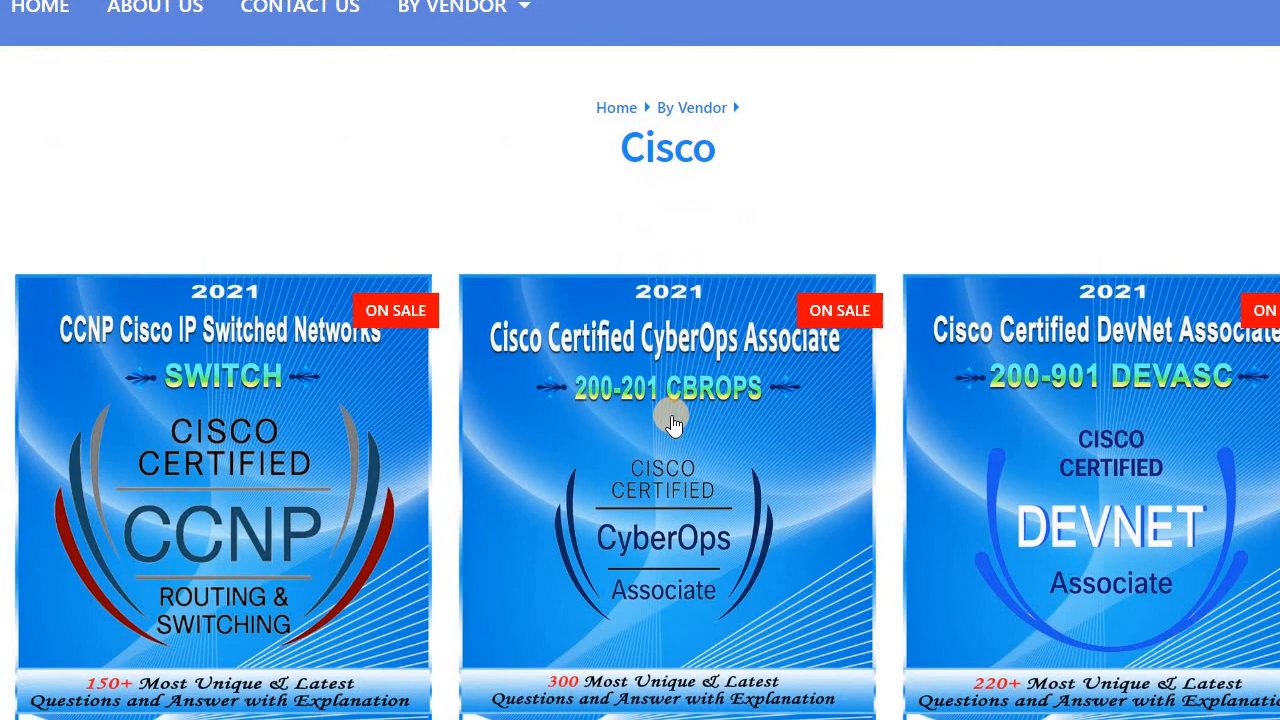 HOME ABOUT US CONTACT US BY VENDOR
Home By Vendor
Cisco
2021
ON SALE
CCNP Cisco IP Switched Networks
SWITCH
CISCO
CERTIFIED
CCNP
ROUTING &
SWITCHING
150+ Most Unique & Latest
Questions and Answer with Explanation
2021
ON SALE
Cisco Certified CyberOps Associate
200-201 CBROPS
CISCO
CERTIFIED
CyberOps
Associate
300 Most Unique & Latest
Questions and Answer with Explanation
2021
ON
Cisco Certified DevNet Associate
200-901 DEVASC
CISCO
CERTIFIED
DEVNET
Associate
220+ Most Unique & Latest
Questions and Answer with Explanati